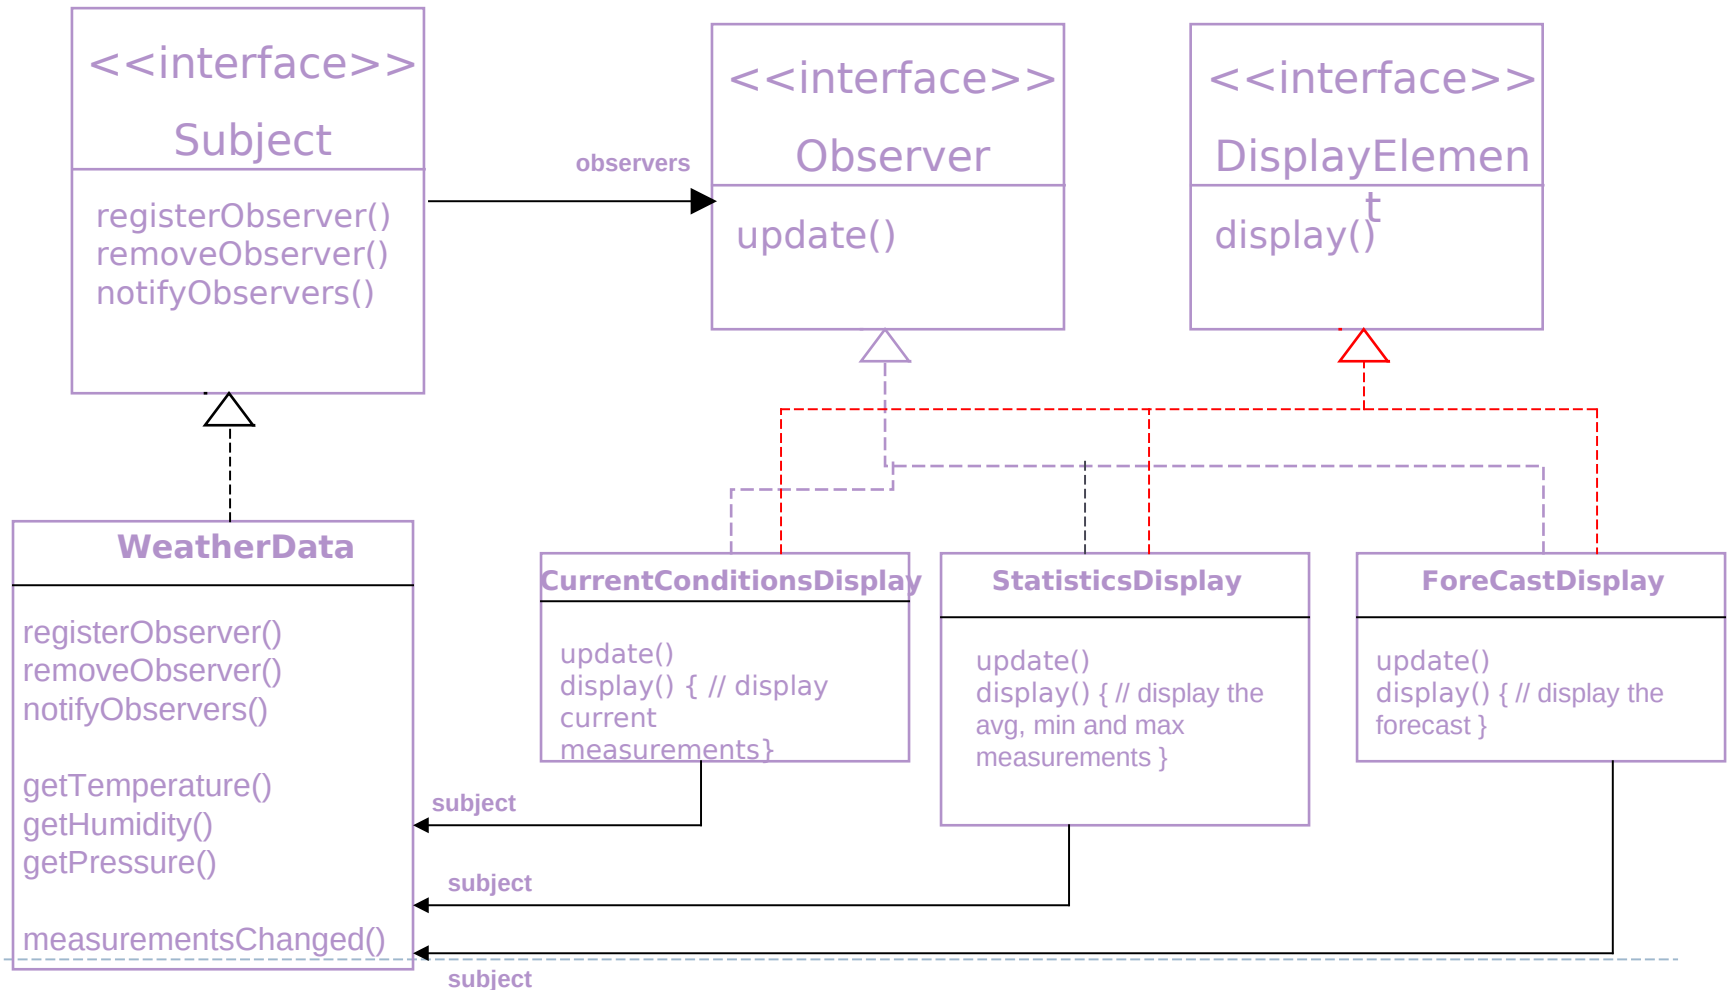 <<interface>>
Subject
registerObserver()
removeObserver()
notifyObservers()
observers
<<interface>>
Observer
update()
<<interface>>
DisplayElemen
t
display()
WeatherData
registerObserver()
removeObserver()
notifyObservers()
getTemperature()
getHumidity()
getPressure()
measurementsChanged()
CurrentConditionsDisplay
update()
display() { // display
current
measurements}
StatisticsDisplay
update()
display() { // display the
avg, min and max
measurements }
ForeCastDisplay
update()
display() { // display the
forecast }
subject
subject
subject